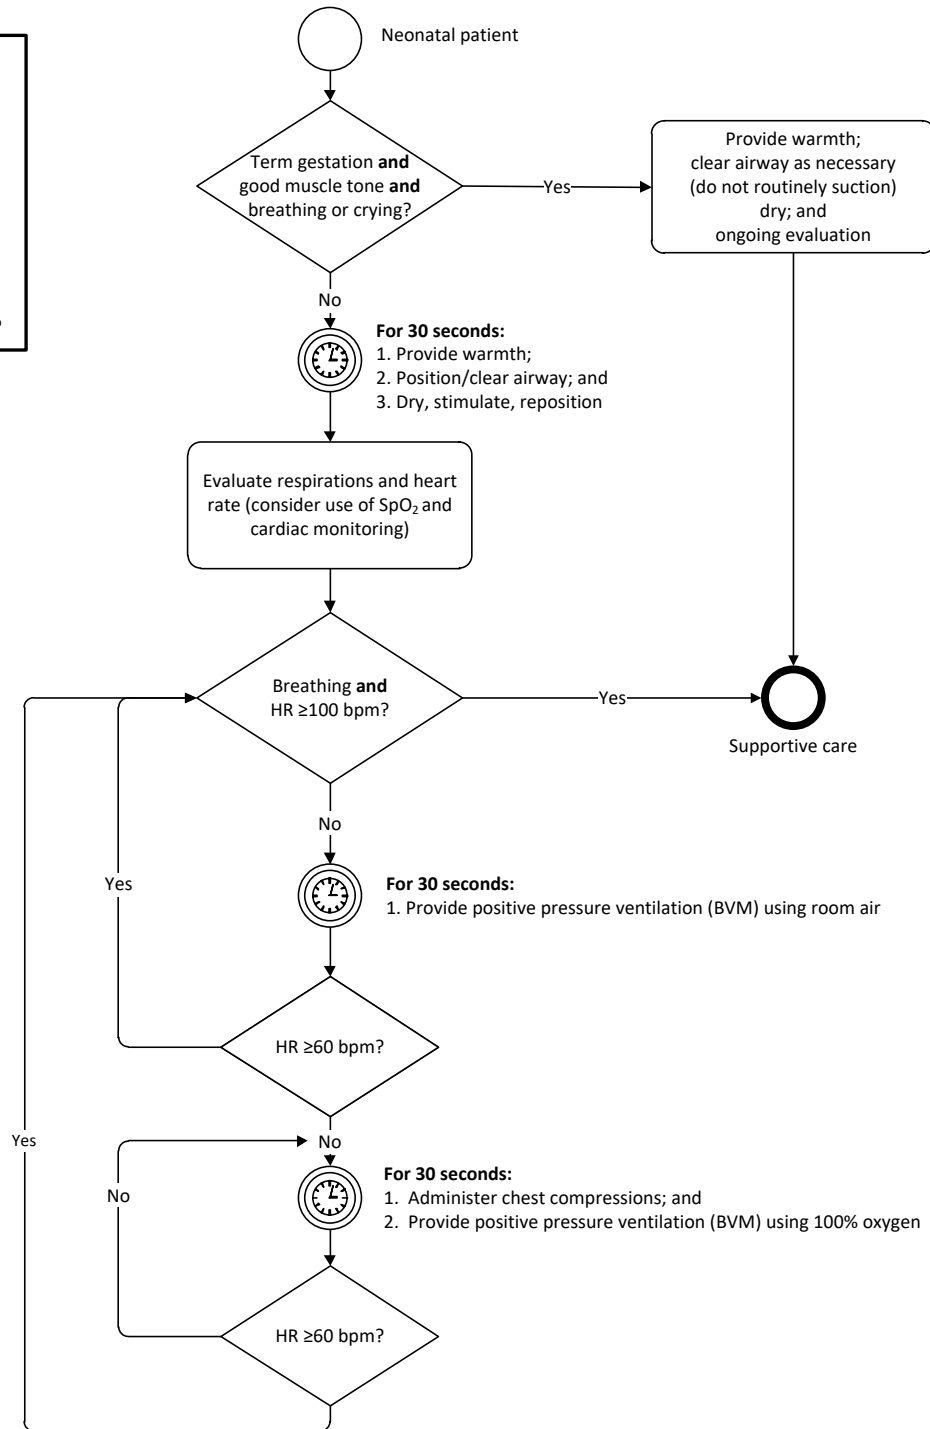 Neonatal patient
Term gestation and
good muscle tone and
breathing or crying?
Yes
Provide warmth;
clear airway as necessary
(do not routinely suction)
dry; and
ongoing evaluation
No
For 30 seconds:
1. Provide warmth;
2. Position/clear airway; and
3. Dry, stimulate, reposition
Evaluate respirations and heart
rate (consider use of SpO₂ and
cardiac monitoring)
Breathing and
HR ≥100 bpm?
Yes
Supportive care
No
Yes
For 30 seconds:
1. Provide positive pressure ventilation (BVM) using room air
HR ≥60 bpm?
Yes
No
No
For 30 seconds:
1. Administer chest compressions; and
2. Provide positive pressure ventilation (BVM) using 100% oxygen
HR ≥60 bpm?